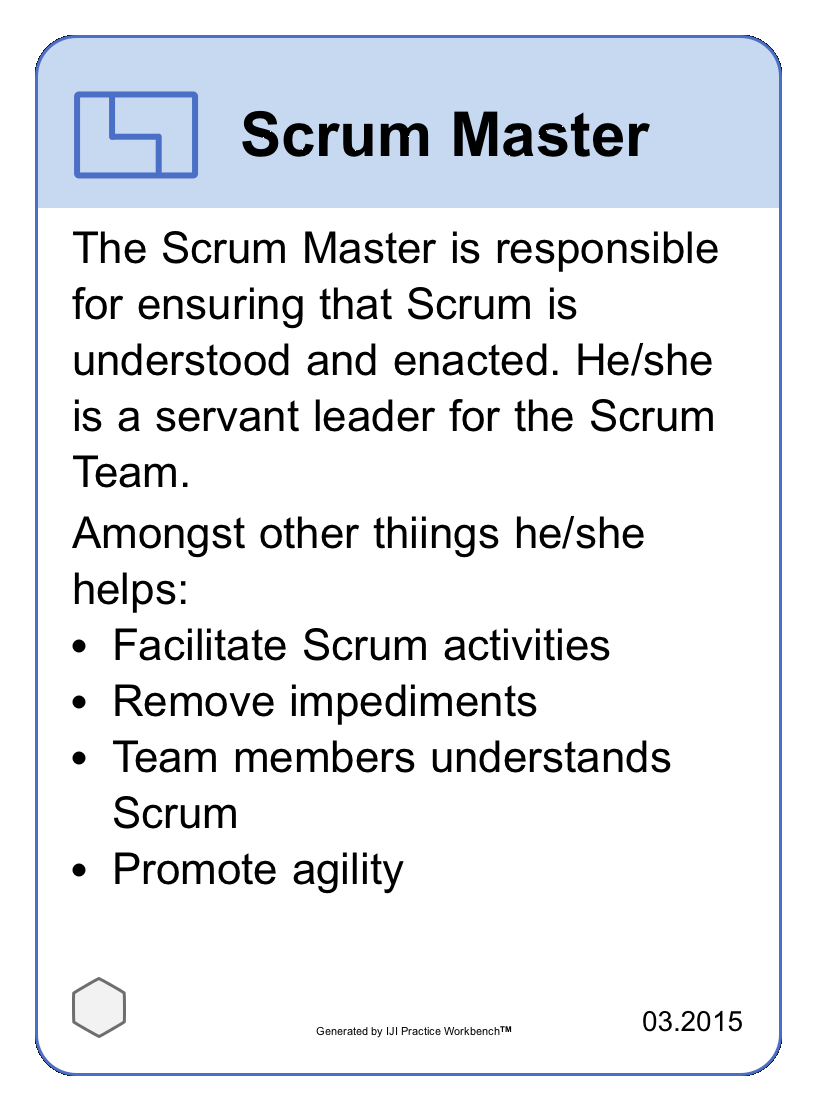 Scrum Master
The Scrum Master is responsible
for ensuring that Scrum is
understood and enacted. He/she
is a servant leader for the Scrum
Team.
Amongst other thiings he/she
helps:
• Facilitate Scrum activities
• Remove impediments
• Team members understands
Scrum
• Promote agility
Generated by IJI Practice Workbench™
03.2015